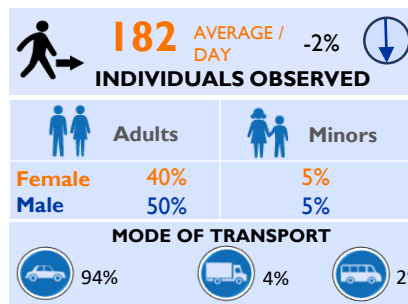 182 AVERAGE / DAY -2%
INDIVIDUALS OBSERVED
Adults Minors
Female 40% 5%
Male 50% 5%
MODE OF TRANSPORT
94% 4% 2